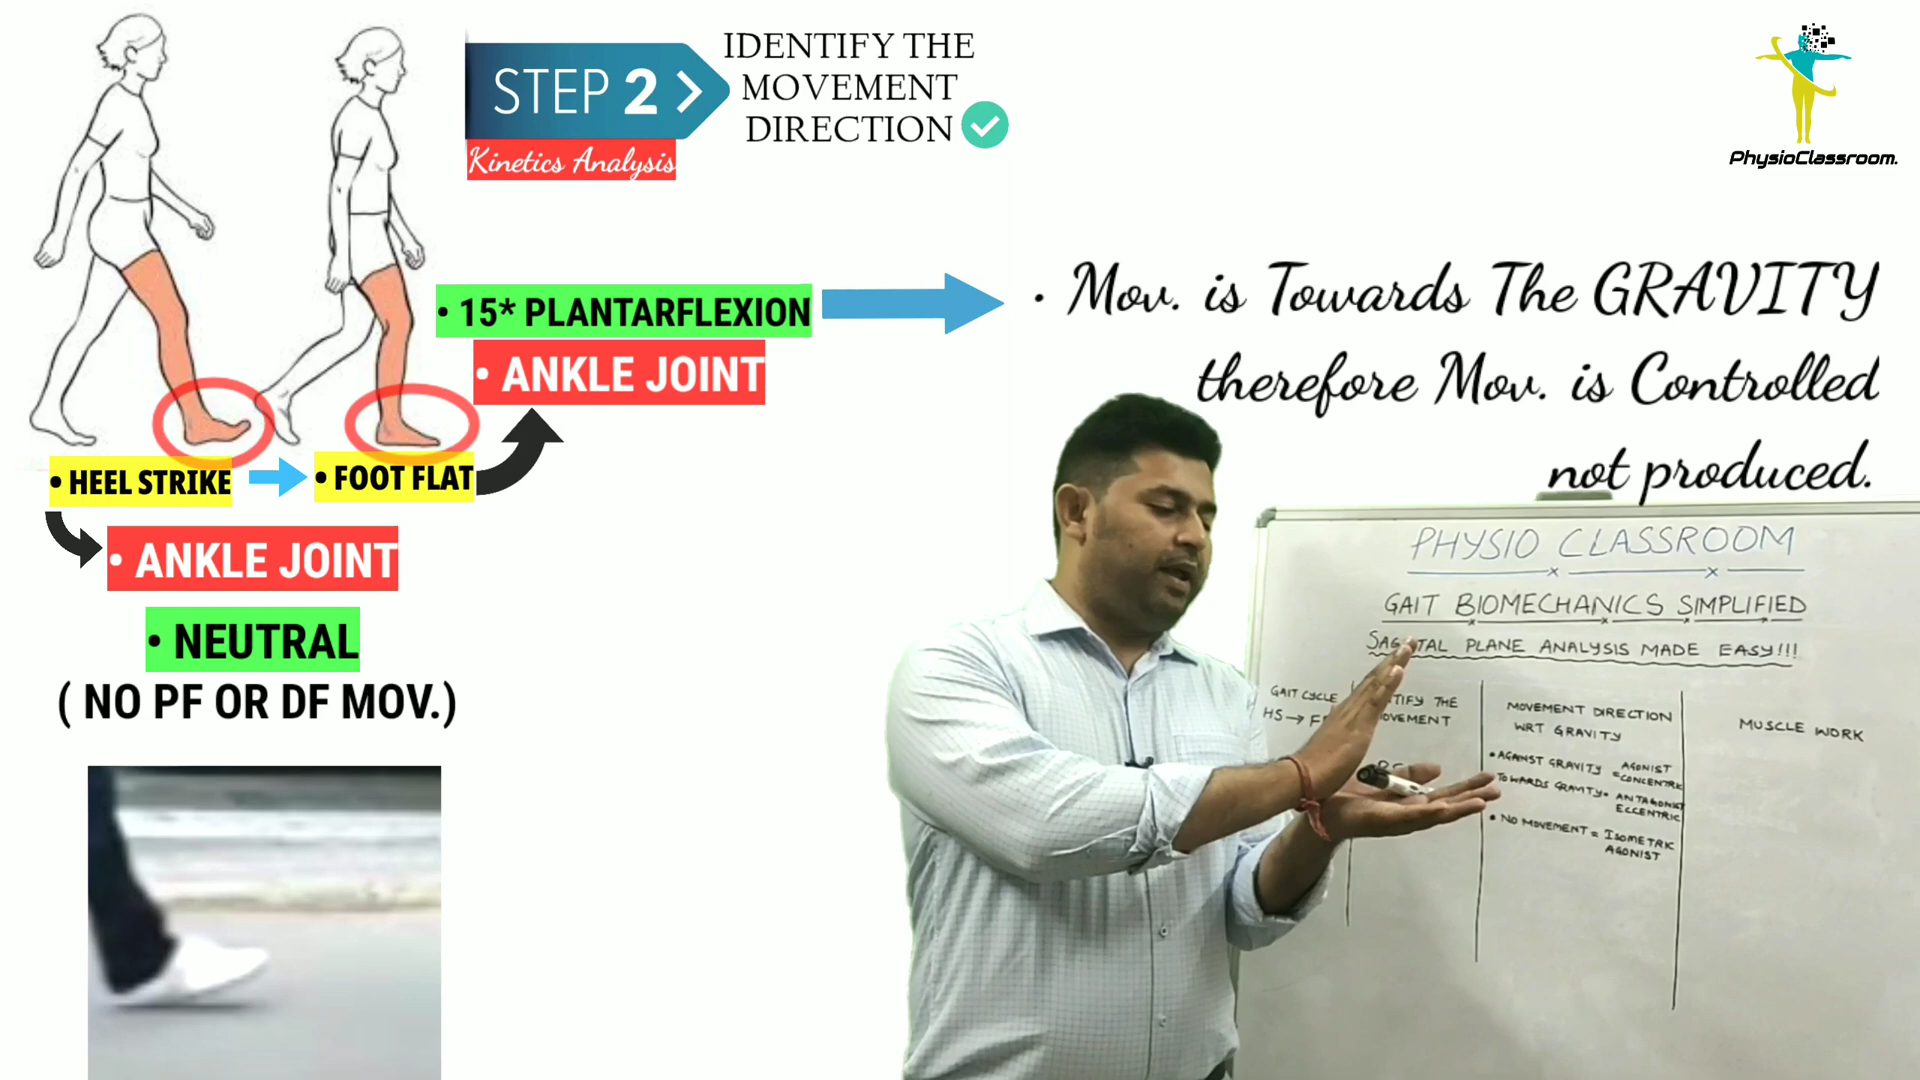 STEP 2 >
IDENTIFY THE
MOVEMENT
DIRECTION
Kinetics Analysis
PhysioClassroom.
• 15* PLANTARFLEXION
• ANKLE JOINT
• Mov. is Towards The GRAVITY
therefore Mov. is Controlled
not produced.
• HEEL STRIKE
• FOOT FLAT
• ANKLE JOINT
• NEUTRAL
( NO PF OR DF MOV.)
PHYSIO CLASSROOM
GAIT BIOMECHANICS SIMPLIFIED
PLANE ANALYSIS MADE EASY!!!
GAIT CYCLE
HS →
THE
MOVEMENT DIRECTION
WRT GRAVITY
• AGAINST GRAVITY = AGONIST
CONCENTRIC
• TOWARDS GRAVITY = ANTAGONIST
ECCENTRIC
• NO MOVEMENT = ISOMETRIC
AGONIST
MUSCLE WORK